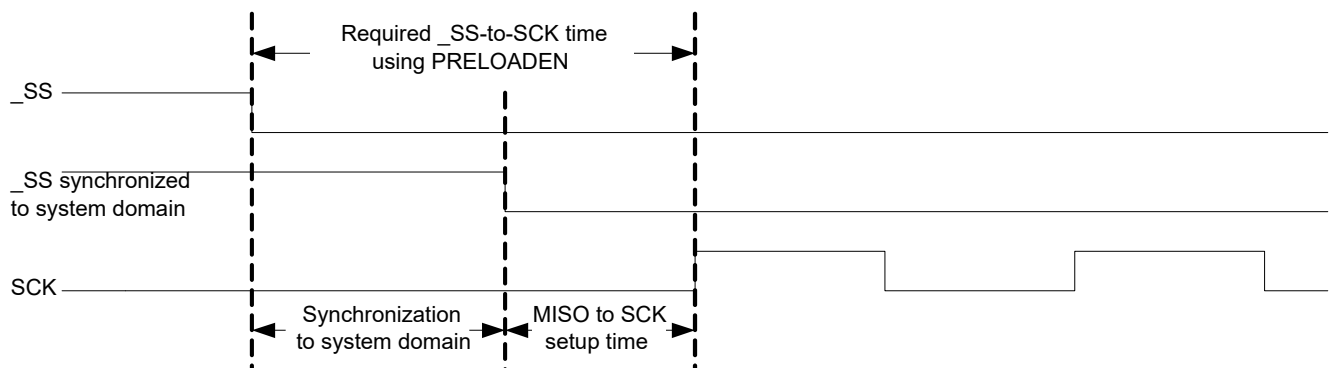 Required _SS-to-SCK time
using PRELOADEN
_SS
_SS synchronized
to system domain
SCK
Synchronization
to system domain
MISO to SCK
setup time